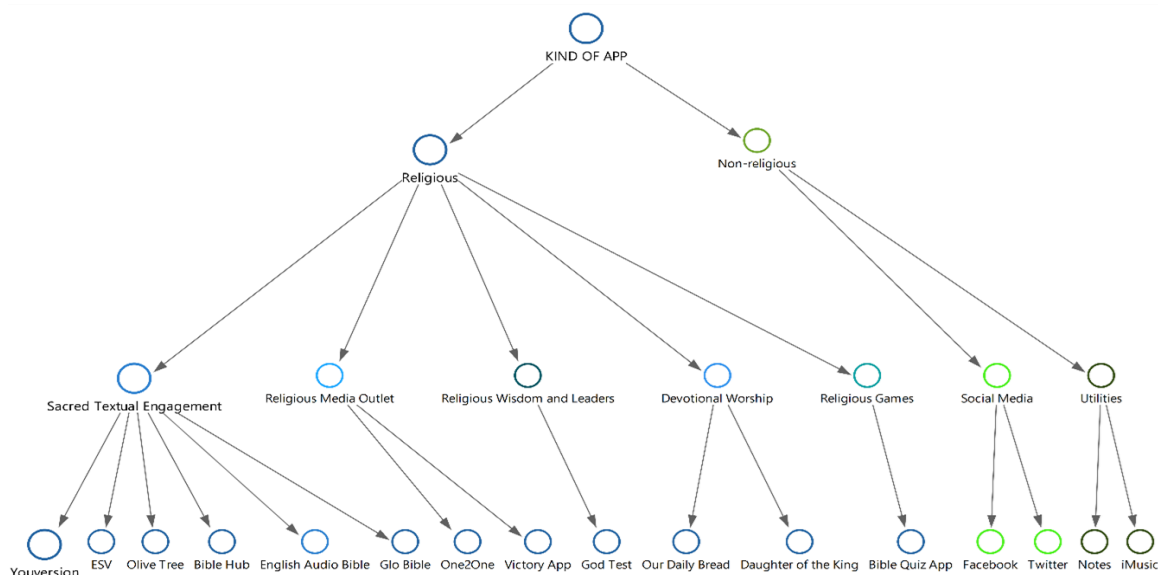 KIND OF APP
Religious
Non-religious
Sacred Textual Engagement
Religious Media Outlet
Religious Wisdom and Leaders
Devotional Worship
Religious Games
Social Media
Utilities
Youversion
ESV
Olive Tree
Bible Hub
English Audio Bible
Glo Bible
One2One
Victory App
God Test
Our Daily Bread
Daughter of the King
Bible Quiz App
Facebook
Twitter
Notes
iMusic